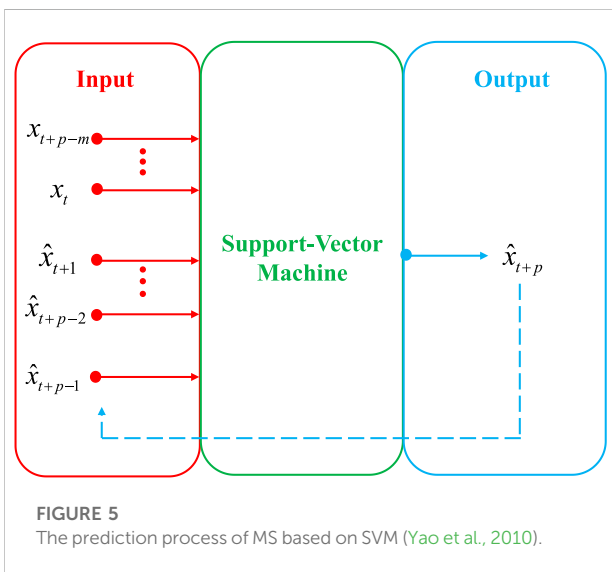 Input
Output
x_{t+p−m}
x_t
x̂_{t+1}
x̂_{t+p−2}
x̂_{t+p−1}
Support-Vector
Machine
x̂_{t+p}
FIGURE 5
The prediction process of MS based on SVM (Yao et al., 2010).